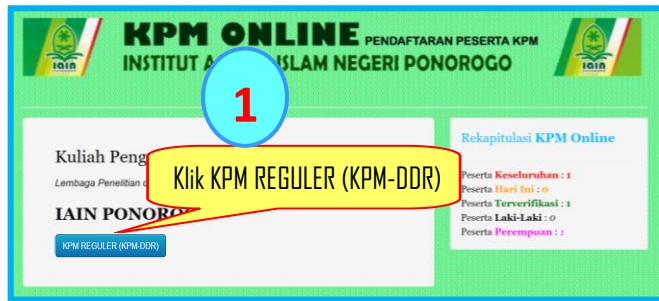 KPM ONLINE PENDAFTARAN PESERTA KPM
INSTITUT A ISLAM NEGERI PONOROGO
iain
iain
1
Klik KPM REGULER (KPM-DDR)
Kuliah Peng
Lembaga Penelitian
IAIN PONORO
KPM REGULER (KPM-DDR)
Rekapitulasi KPM Online
Peserta Keseluruhan : 1
Peserta Hari Ini : 0
Peserta Terverifikasi : 1
Peserta Laki-Laki : 0
Peserta Perempuan : 1